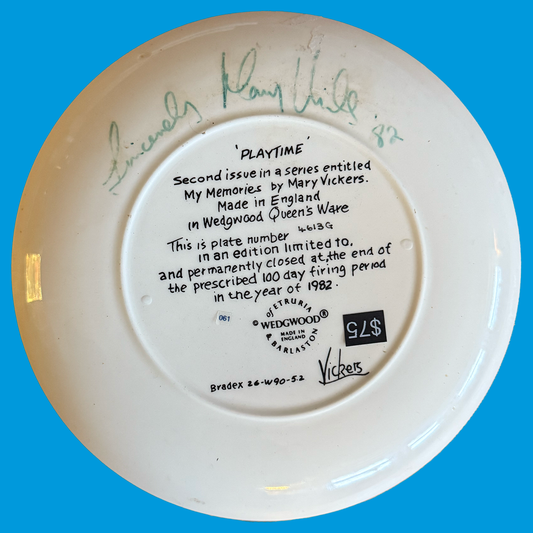 Sincerely Mary Vickers '82
'PLAYTIME'
Second issue in a series entitled
My Memories by Mary Vickers.
Made in England
in Wedgwood Queen's Ware
This is plate number 4613G
in an edition limited to,
and permanently closed at, the end of
the prescribed 100 day firing period
in the year of 1982.
061
OF ETRURIA
© WEDGWOOD ®
MADE IN
ENGLAND
& BARLASTON
$75
Vickers
Bradex 26-W90-5.2